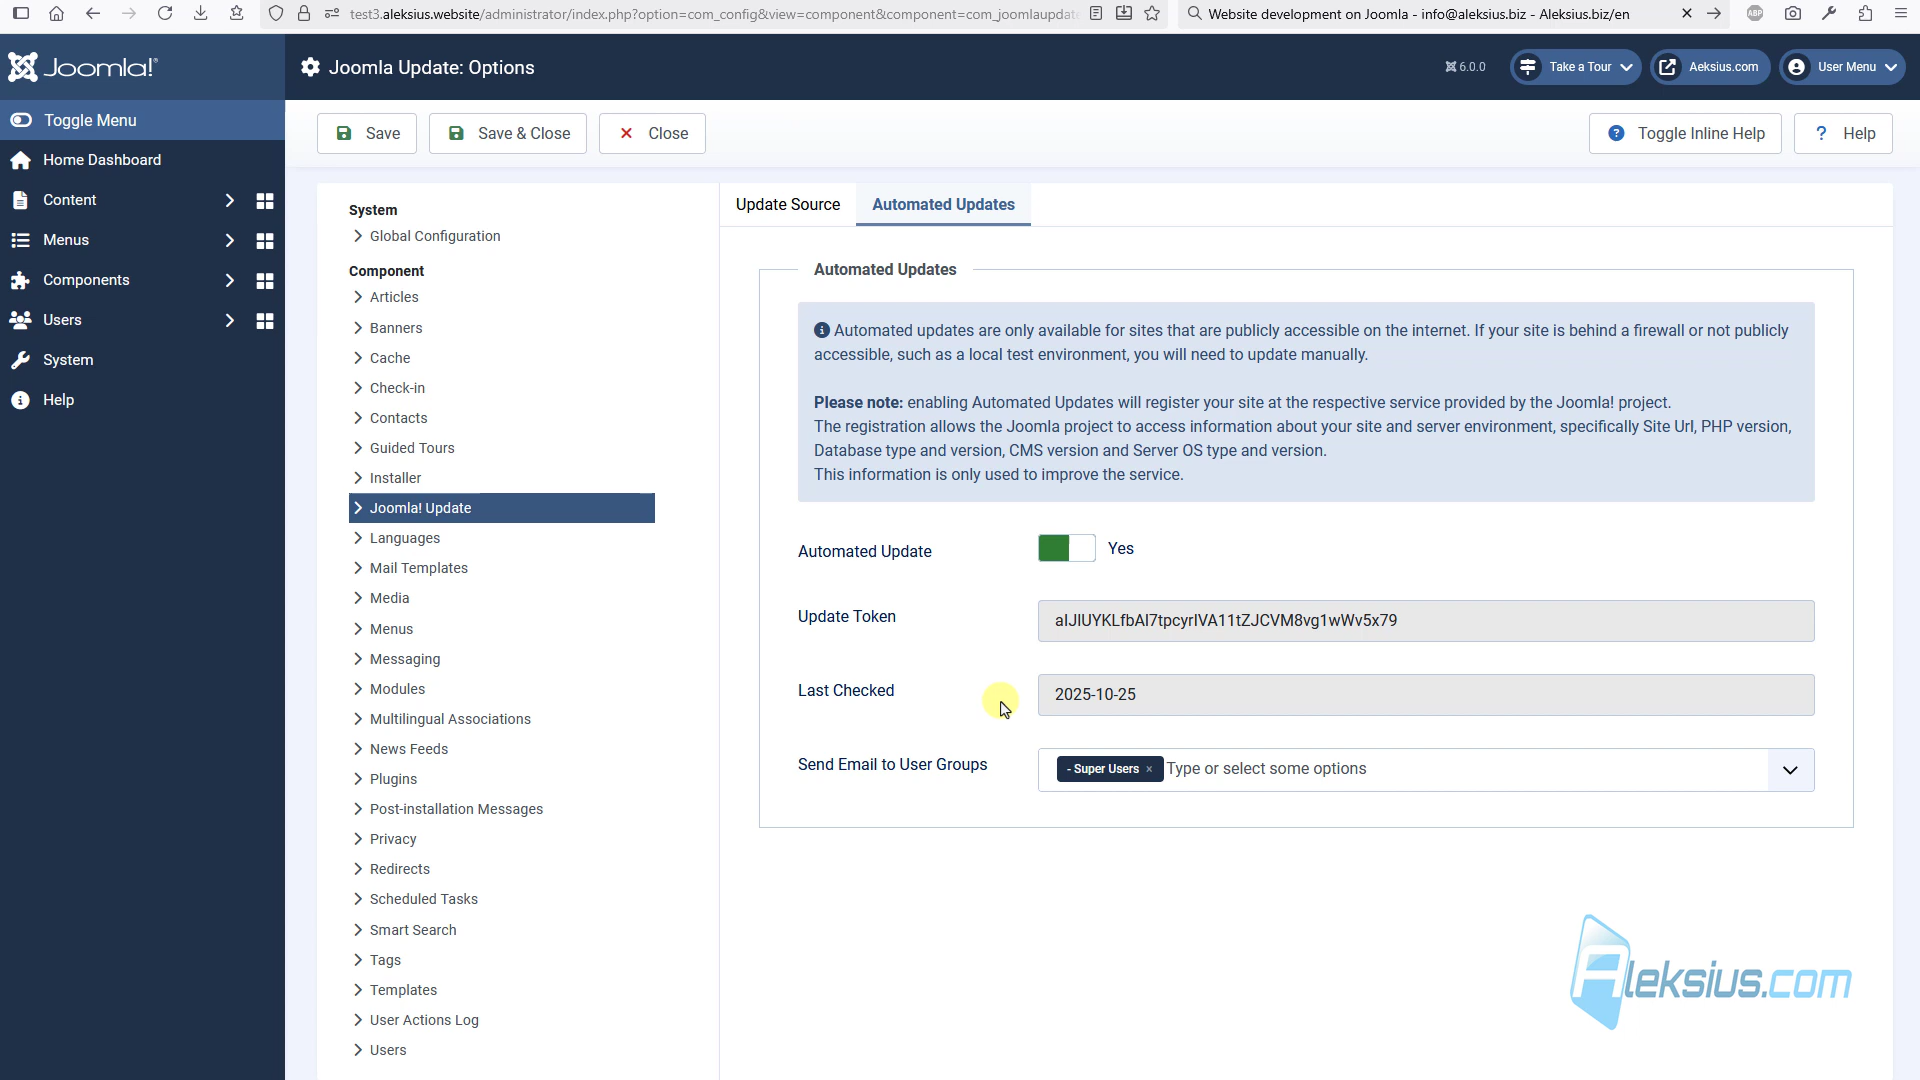 test3.aleksius.website/administrator/index.php?option=com_config&view=component&component=com_joomlaupdat
Website development on Joomla - info@aleksius.biz - Aleksius.biz/en
ABP
Joomla!
Joomla Update: Options
6.0.0
Take a Tour
Aeksius.com
User Menu
Toggle Menu
Home Dashboard
Content
Menus
Components
Users
System
Help
Save
Save & Close
Close
Toggle Inline Help
Help
System
Global Configuration
Component
Articles
Banners
Cache
Check-in
Contacts
Guided Tours
Installer
Joomla! Update
Languages
Mail Templates
Media
Menus
Messaging
Modules
Multilingual Associations
News Feeds
Plugins
Post-installation Messages
Privacy
Redirects
Scheduled Tasks
Smart Search
Tags
Templates
User Actions Log
Users
Update Source
Automated Updates
Automated Updates
Automated updates are only available for sites that are publicly accessible on the internet. If your site is behind a firewall or not publicly
accessible, such as a local test environment, you will need to update manually.
Please note: enabling Automated Updates will register your site at the respective service provided by the Joomla! project.
The registration allows the Joomla project to access information about your site and server environment, specifically Site Url, PHP version,
Database type and version, CMS version and Server OS type and version.
This information is only used to improve the service.
Automated Update
Yes
Update Token
alJIUYKLfbAI7tpcyrIVA11tZJCVM8vg1wWv5x79
Last Checked
2025-10-25
Send Email to User Groups
- Super Users ×
Type or select some options
Aleksius.com